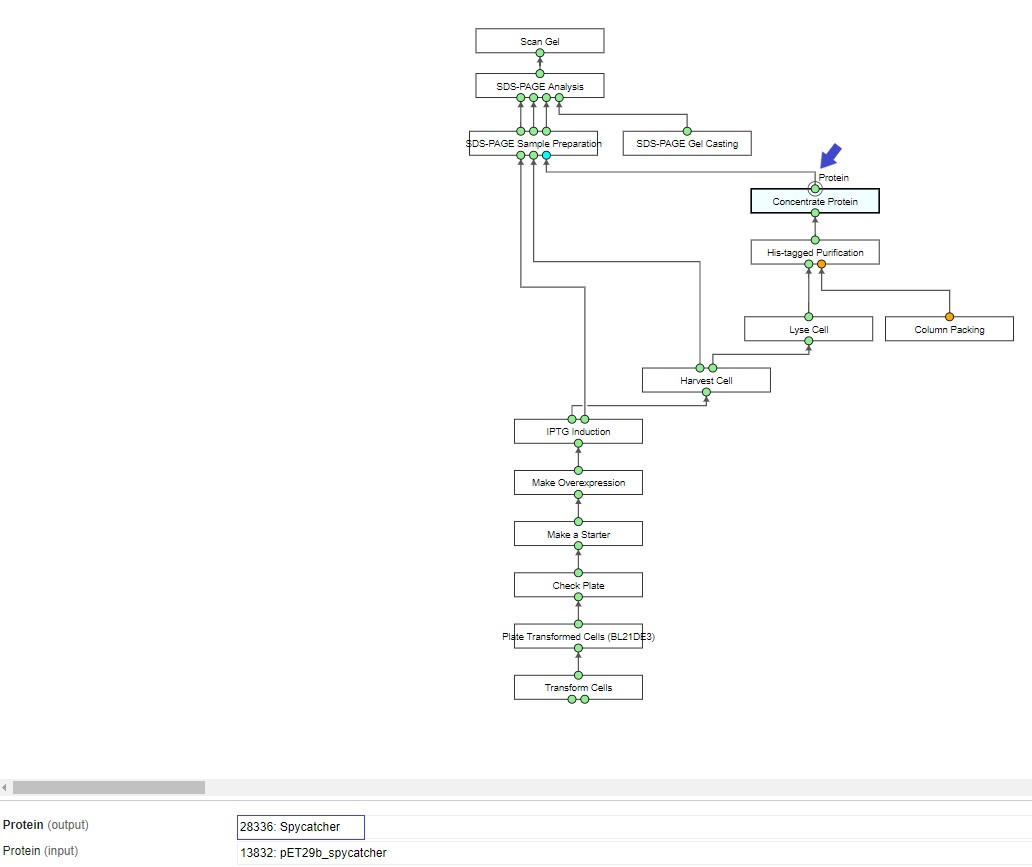 Scan Gel
SDS-PAGE Analysis
SDS-PAGE Sample Preparation
SDS-PAGE Gel Casting
Protein
Concentrate Protein
His-tagged Purification
Lyse Cell
Column Packing
Harvest Cell
IPTG Induction
Make Overexpression
Make a Starter
Check Plate
Plate Transformed Cells (BL21DE3)
Transform Cells
Protein (output) 28336: Spycatcher
Protein (input) 13832: pET29b_spycatcher